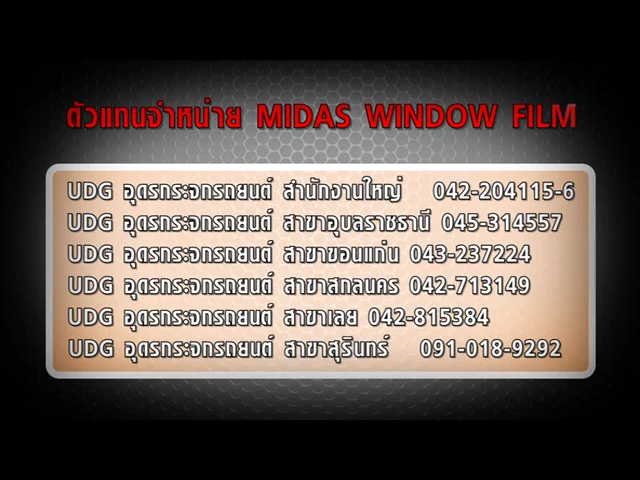 ตัวแทนจำหน่าย MIDAS WINDOW FILM
UDG อุดรกระจกรถยนต์ สำนักงานใหญ่ 042-204115-6
UDG อุดรกระจกรถยนต์ สาขาอุบลราชธานี 045-314557
UDG อุดรกระจกรถยนต์ สาขาขอนแก่น 043-237224
UDG อุดรกระจกรถยนต์ สาขาสกลนคร 042-713149
UDG อุดรกระจกรถยนต์ สาขาเลย 042-815384
UDG อุดรกระจกรถยนต์ สาขาสุรินทร์ 091-018-9292